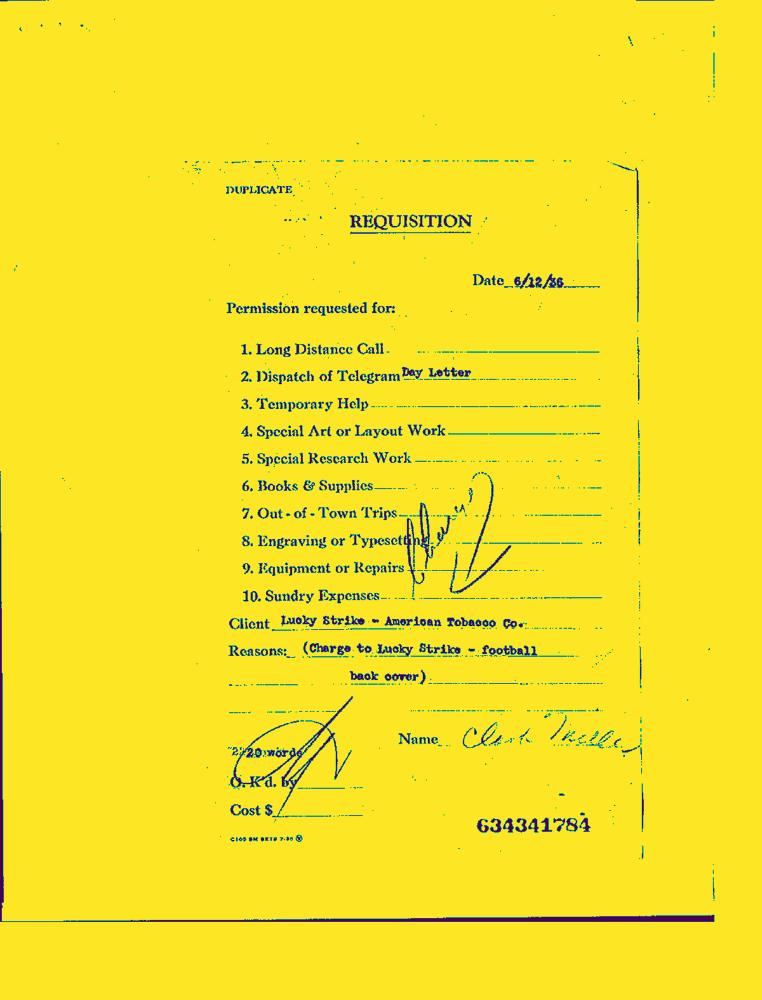 DUPLICATE
REQUISITION
Date 6/12/36
Permission requested for:
1. Long Distance Call
2. Dispatch of Telegram Day Letter
3. Temporary Help
4. Special Art or Layout Work
5. Special Research Work
6. Books & Supplies
7. Out - of - Town Trips
8. Engraving or Typesetting
9. Equipment or Repairs
10. Sundry Expenses
Client Lucky Strike - American Tobacco Co.
Reasons: (Charge to Lucky Strike - football
back cover)
Name Clark
20 words
O. K'd. by
Cost $
634341784